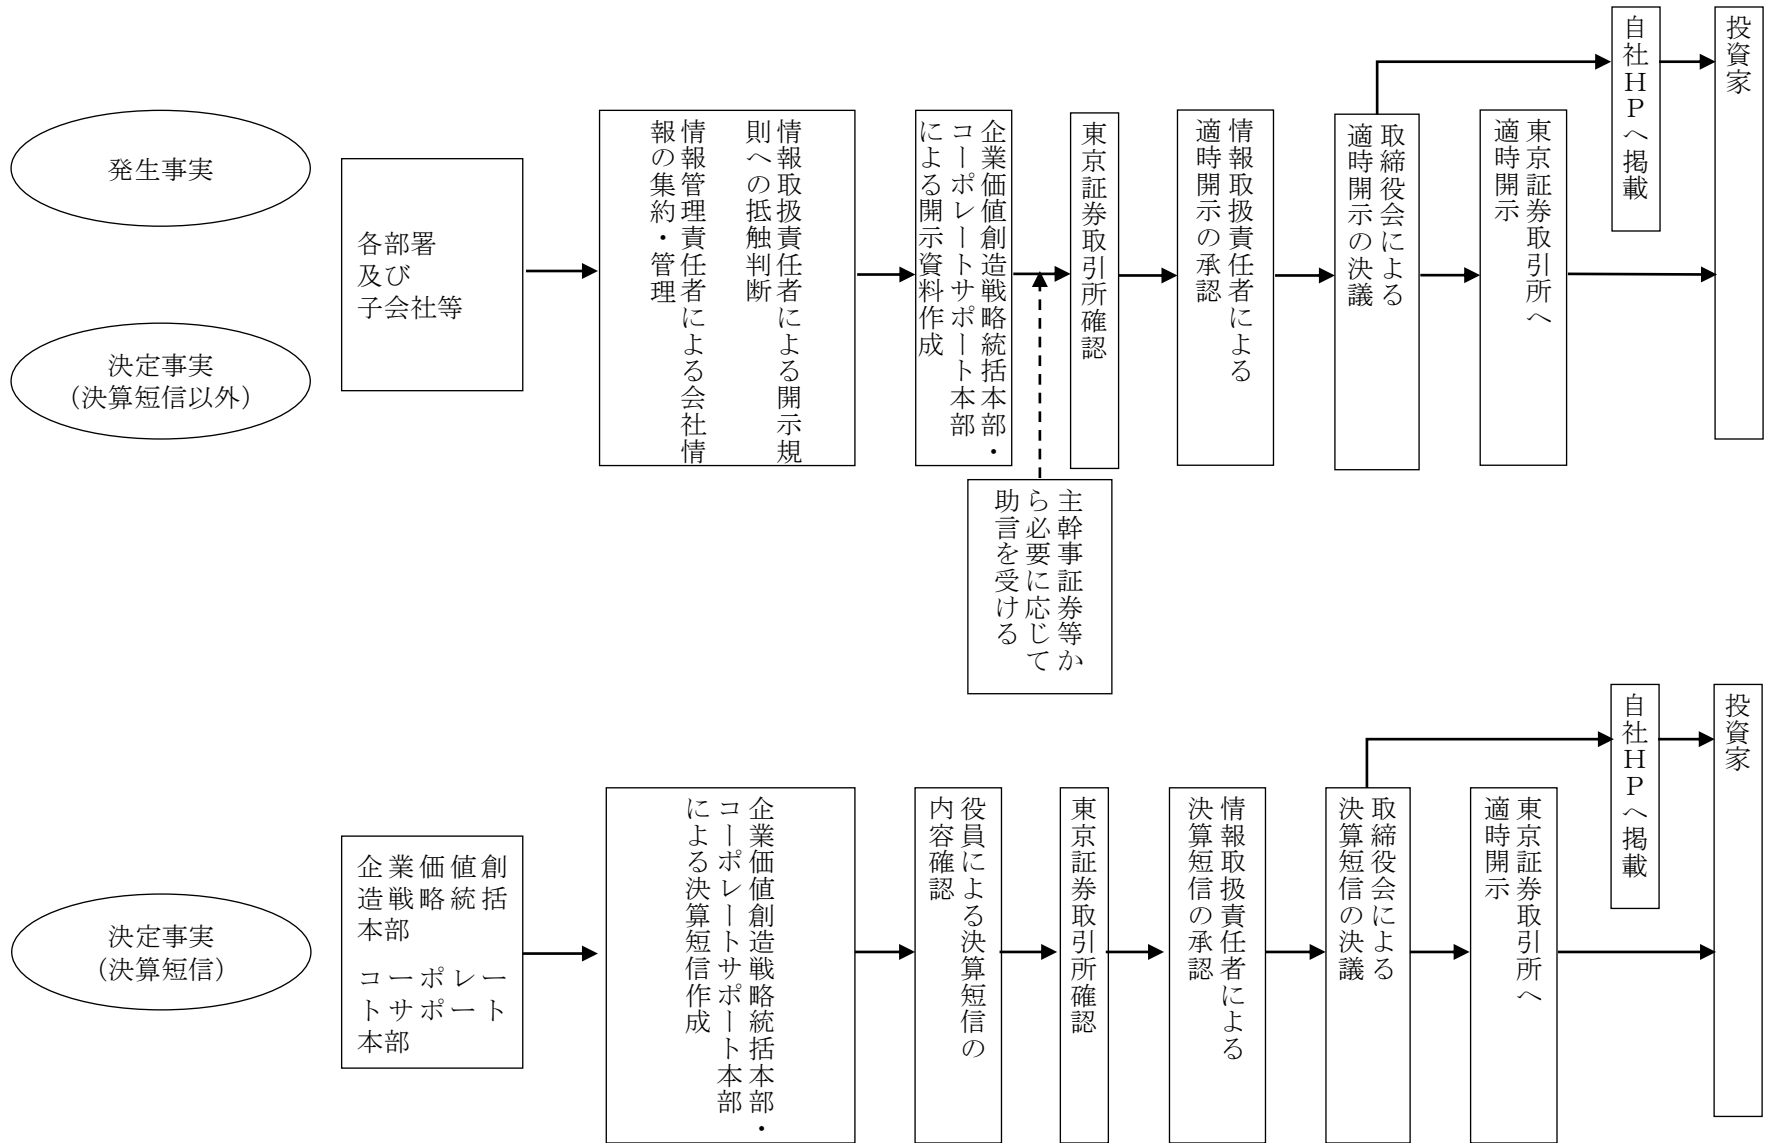 発生事実
決定事実
（決算短信以外）
各部署
及び
子会社等
情報取扱責任者による開示規
則への抵触判断
情報管理責任者による会社情
報の集約・管理
企業価値創造戦略統括本部・
コーポレートサポート本部
による開示資料作成
主幹事証券等か
ら必要に応じて
助言を受ける
東京証券取引所確認
情報取扱責任者による
適時開示の承認
取締役会による
適時開示の決議
東京証券取引所へ
適時開示
自社ＨＰへ掲載
投資家
決定事実
（決算短信）
企業価値創
造戦略統括
本部
コーポレー
トサポート
本部
企業価値創造戦略統括本部・
コーポレートサポート本部
による決算短信作成
役員による決算短信の
内容確認
東京証券取引所確認
情報取扱責任者による
決算短信の承認
取締役会による
決算短信の決議
東京証券取引所へ
適時開示
自社ＨＰへ掲載
投資家